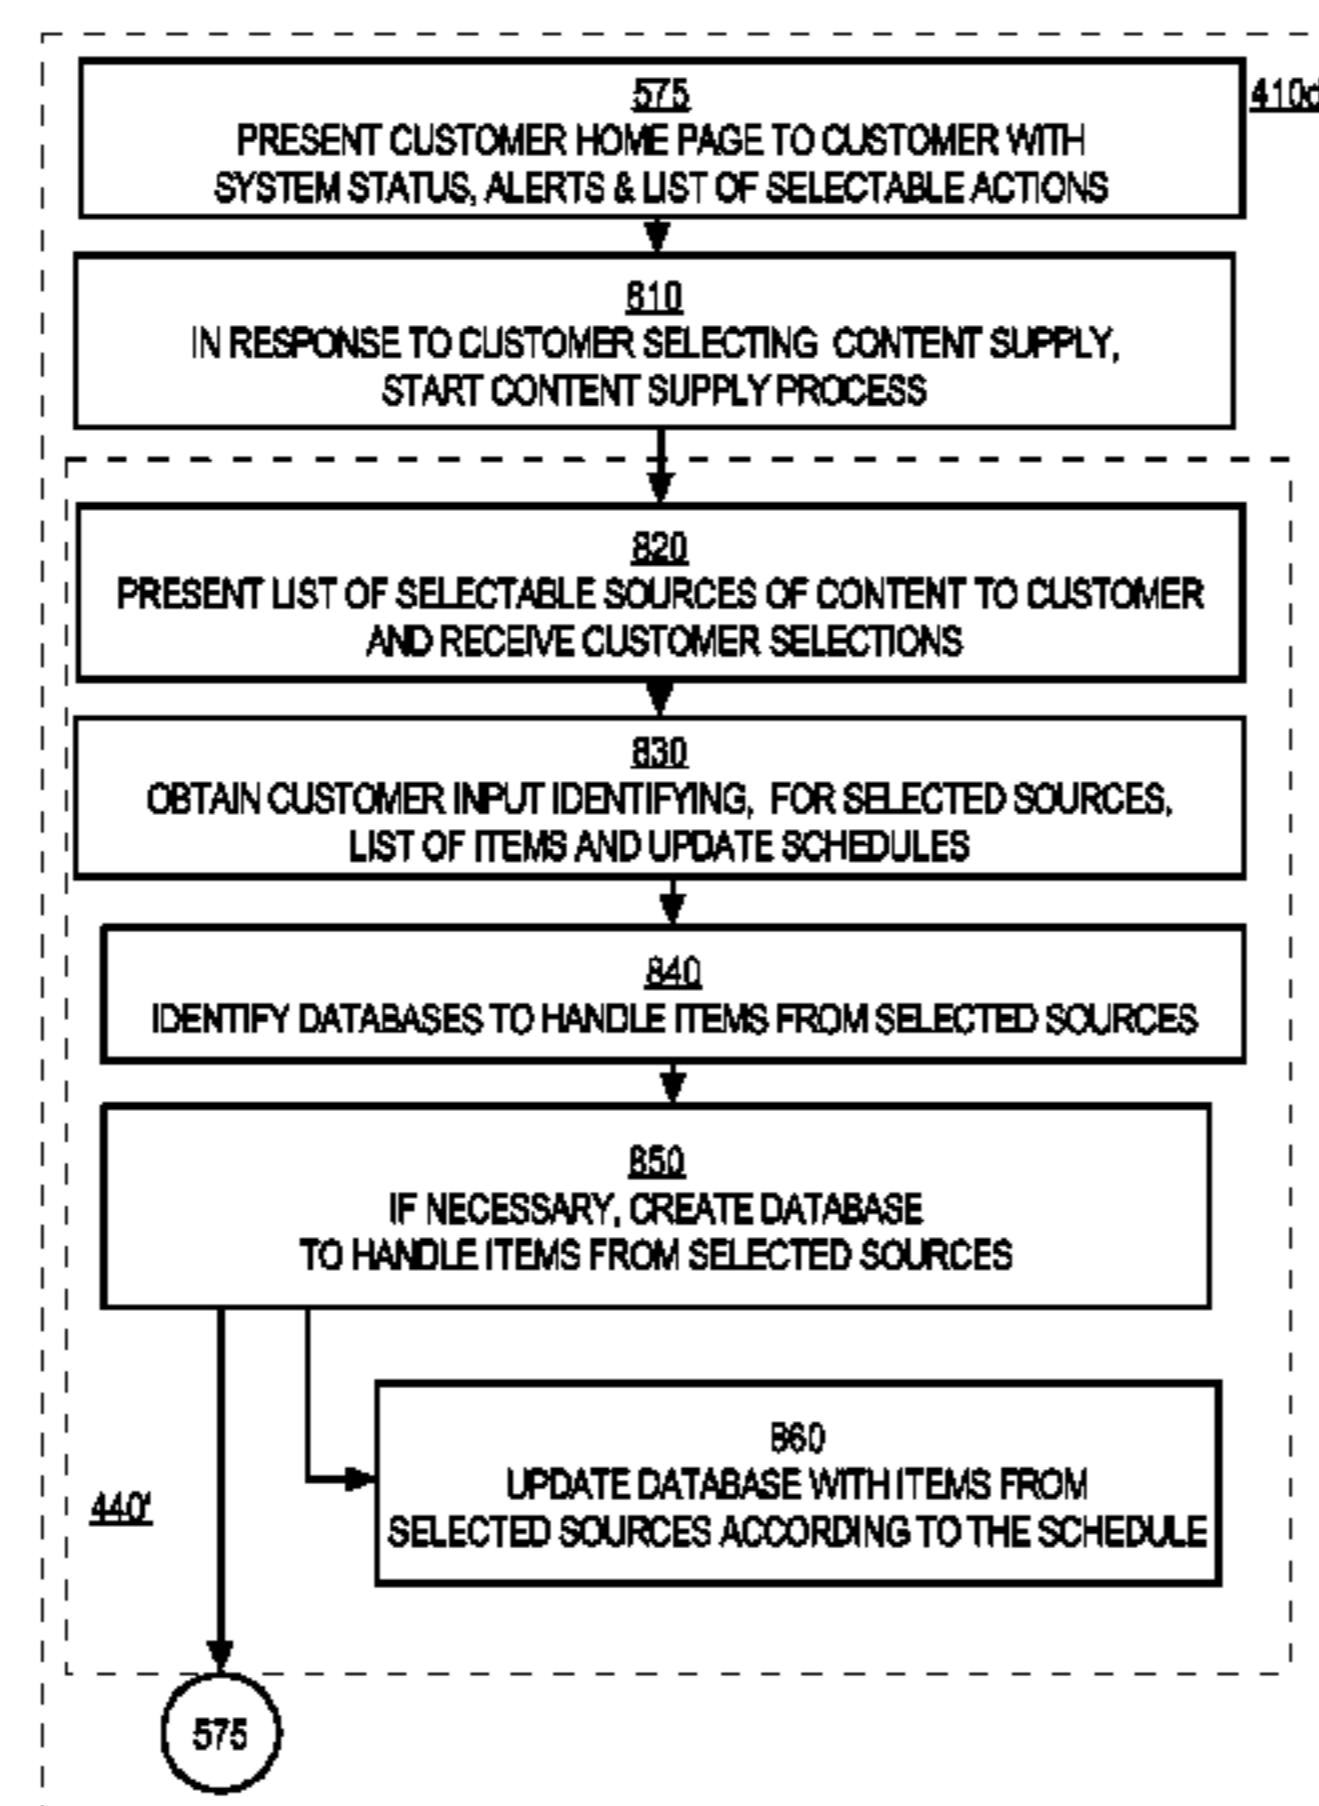 575
410d
PRESENT CUSTOMER HOME PAGE TO CUSTOMER WITH
SYSTEM STATUS, ALERTS & LIST OF SELECTABLE ACTIONS
810
IN RESPONSE TO CUSTOMER SELECTING CONTENT SUPPLY,
START CONTENT SUPPLY PROCESS
820
PRESENT LIST OF SELECTABLE SOURCES OF CONTENT TO CUSTOMER
AND RECEIVE CUSTOMER SELECTIONS
830
OBTAIN CUSTOMER INPUT IDENTIFYING, FOR SELECTED SOURCES,
LIST OF ITEMS AND UPDATE SCHEDULES
840
IDENTIFY DATABASES TO HANDLE ITEMS FROM SELECTED SOURCES
850
IF NECESSARY, CREATE DATABASE
TO HANDLE ITEMS FROM SELECTED SOURCES
860
UPDATE DATABASE WITH ITEMS FROM
SELECTED SOURCES ACCORDING TO THE SCHEDULE
440'
575